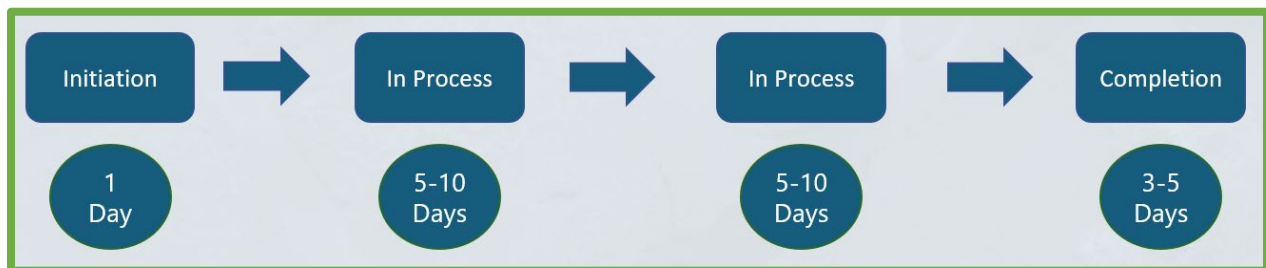 Initiation
In Process
In Process
Completion
1
Day
5-10
Days
5-10
Days
3-5
Days